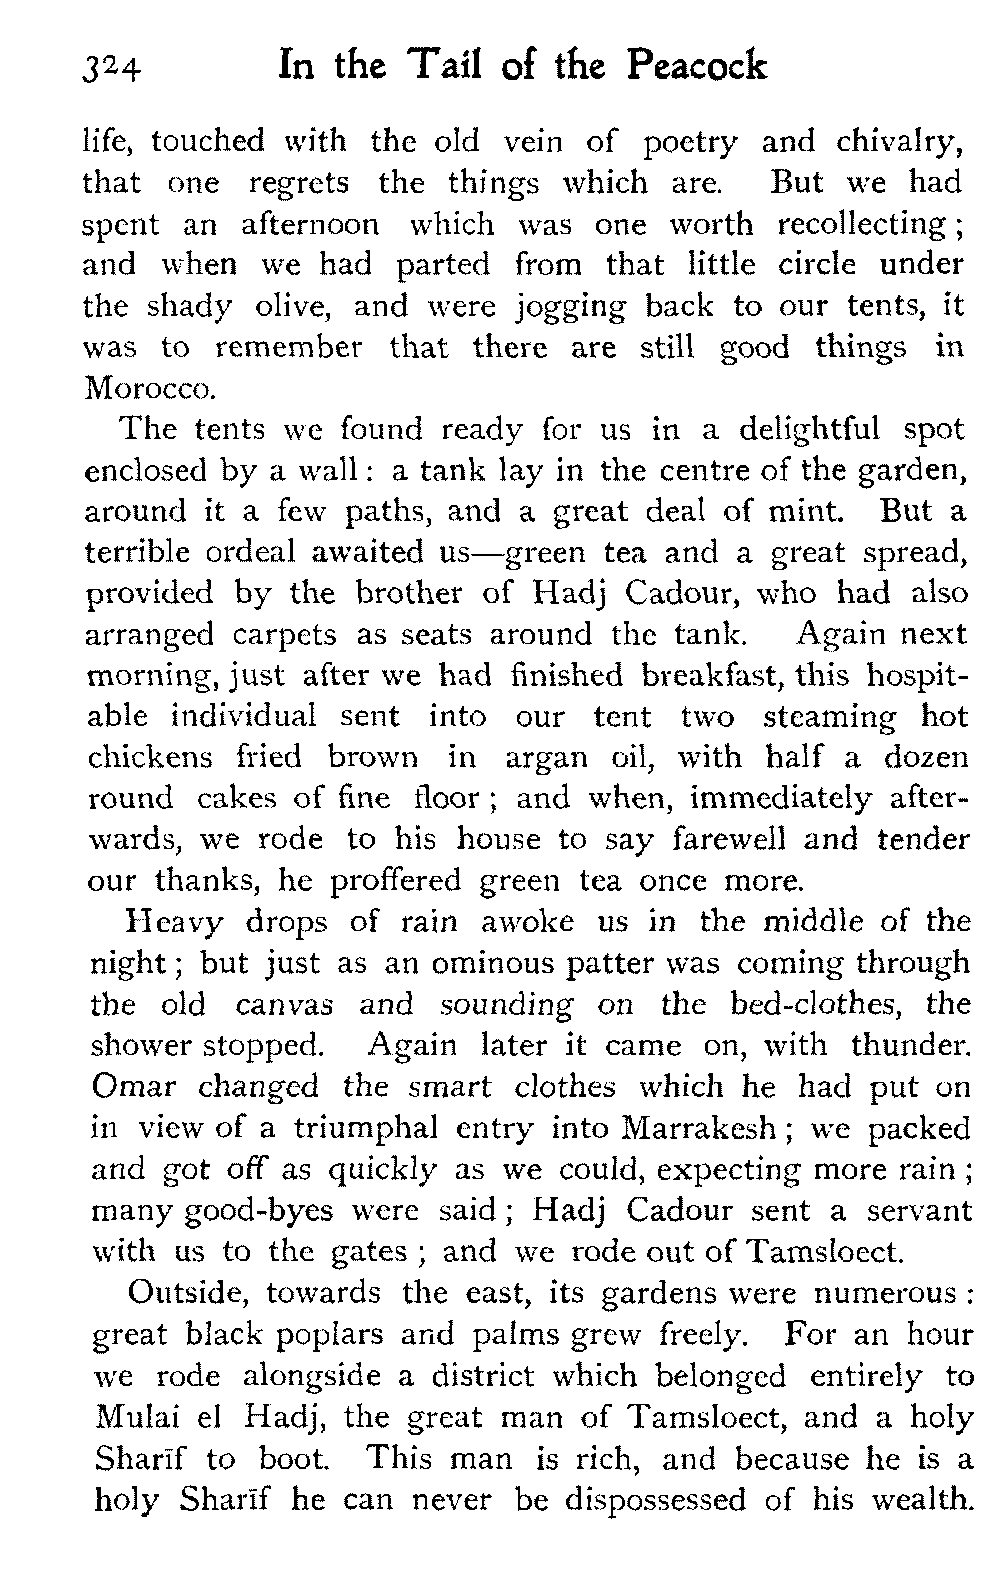 324 In the Tail of the Peacock
life, touched with the old vein of poetry and chivalry,
that one regrets the things which are. But we had
spent an afternoon which was one worth recollecting ;
and when we had parted from that little circle under
the shady olive, and were jogging back to our tents, it
was to remember that there are still good things in
Morocco.
The tents we found ready for us in a delightful spot
enclosed by a wall : a tank lay in the centre of the garden,
around it a few paths, and a great deal of mint. But a
terrible ordeal awaited us—green tea and a great spread,
provided by the brother of Hadj Cadour, who had also
arranged carpets as seats around the tank. Again next
morning, just after we had finished breakfast, this hospit-
able individual sent into our tent two steaming hot
chickens fried brown in argan oil, with half a dozen
round cakes of fine floor ; and when, immediately after-
wards, we rode to his house to say farewell and tender
our thanks, he proffered green tea once more.
Heavy drops of rain awoke us in the middle of the
night ; but just as an ominous patter was coming through
the old canvas and sounding on the bed-clothes, the
shower stopped. Again later it came on, with thunder.
Omar changed the smart clothes which he had put on
in view of a triumphal entry into Marrakesh ; we packed
and got off as quickly as we could, expecting more rain ;
many good-byes were said ; Hadj Cadour sent a servant
with us to the gates ; and we rode out of Tamsloect.
Outside, towards the east, its gardens were numerous :
great black poplars and palms grew freely. For an hour
we rode alongside a district which belonged entirely to
Mulai el Hadj, the great man of Tamsloect, and a holy
Sharīf to boot. This man is rich, and because he is a
holy Sharīf he can never be dispossessed of his wealth.